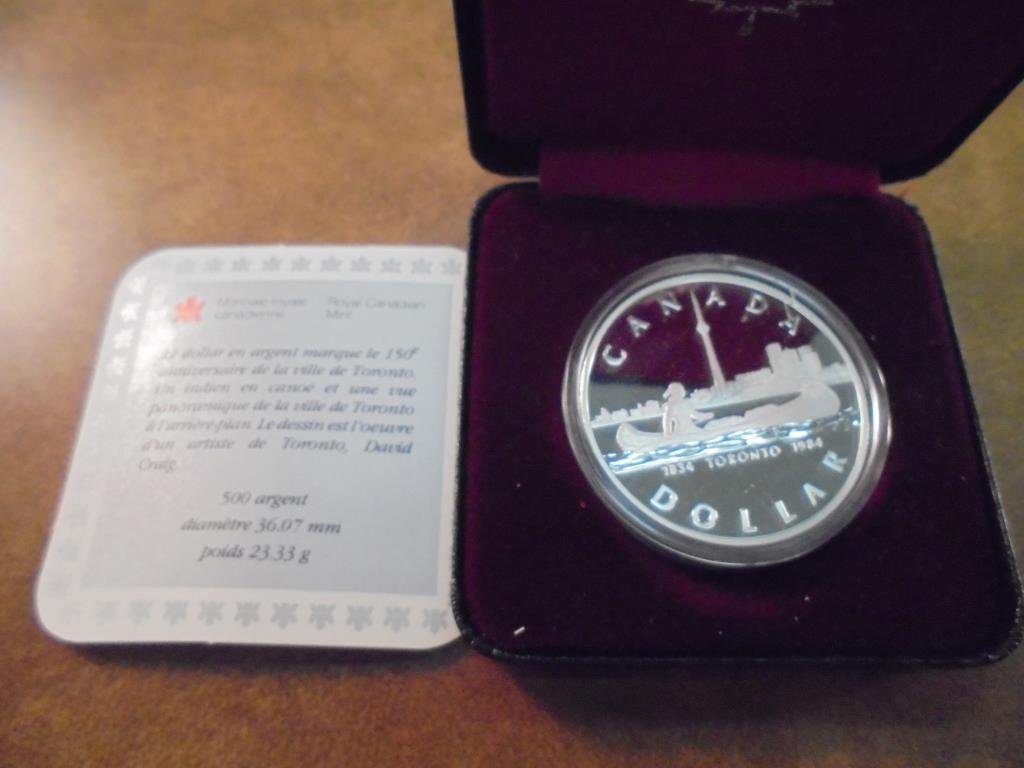 Monnaie royale Royal Canadian
canadienne Mint
Le dollar en argent marque le 150e
anniversaire de la ville de Toronto.
Un indien en canoë et une vue
panoramique de la ville de Toronto
à l'arrière-plan. Le dessin est l'oeuvre
d'un artiste de Toronto, David
Craig.
500 argent
diamètre 36.07 mm
poids 23.33 g
CANADA
1834 TORONTO 1984
DOLLAR